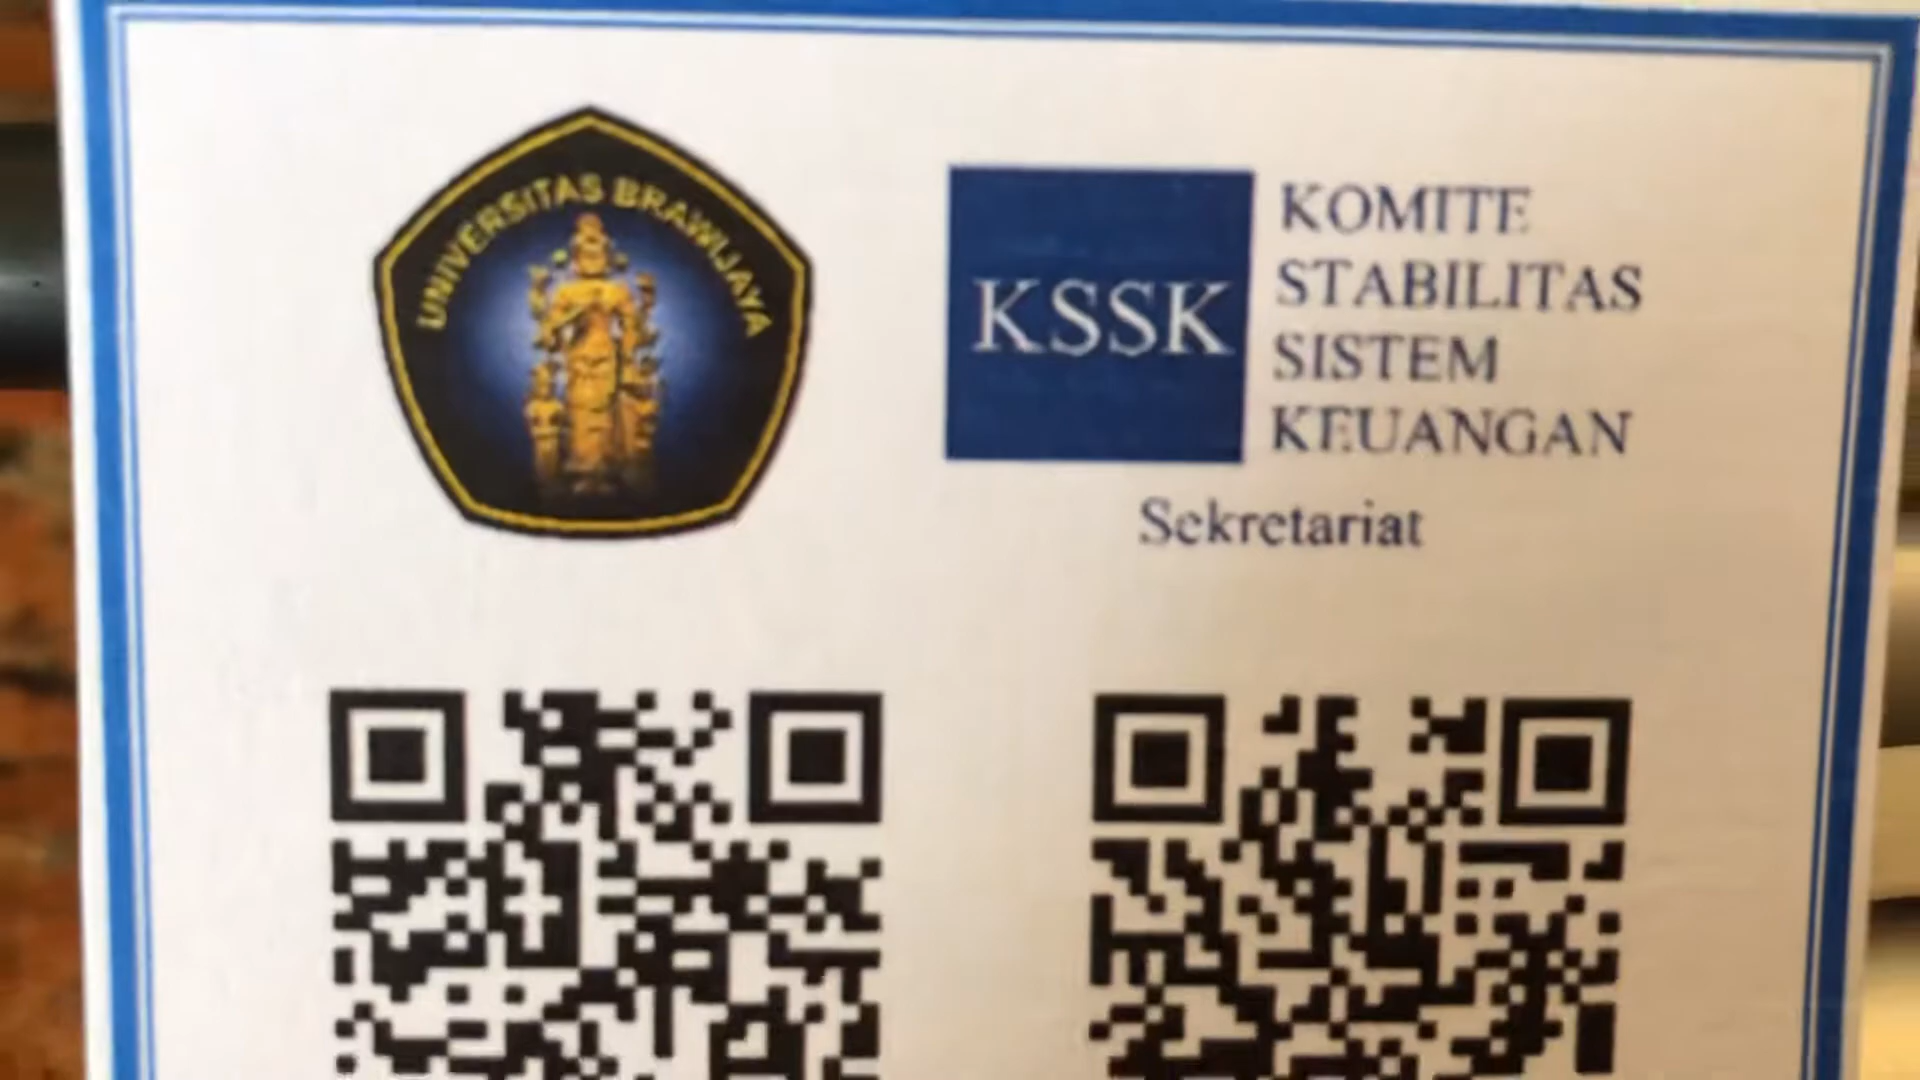 UNIVERSITAS BRAWIJAYA
KSSK
KOMITE
STABILITAS
SISTEM
KEUANGAN
Sekretariat